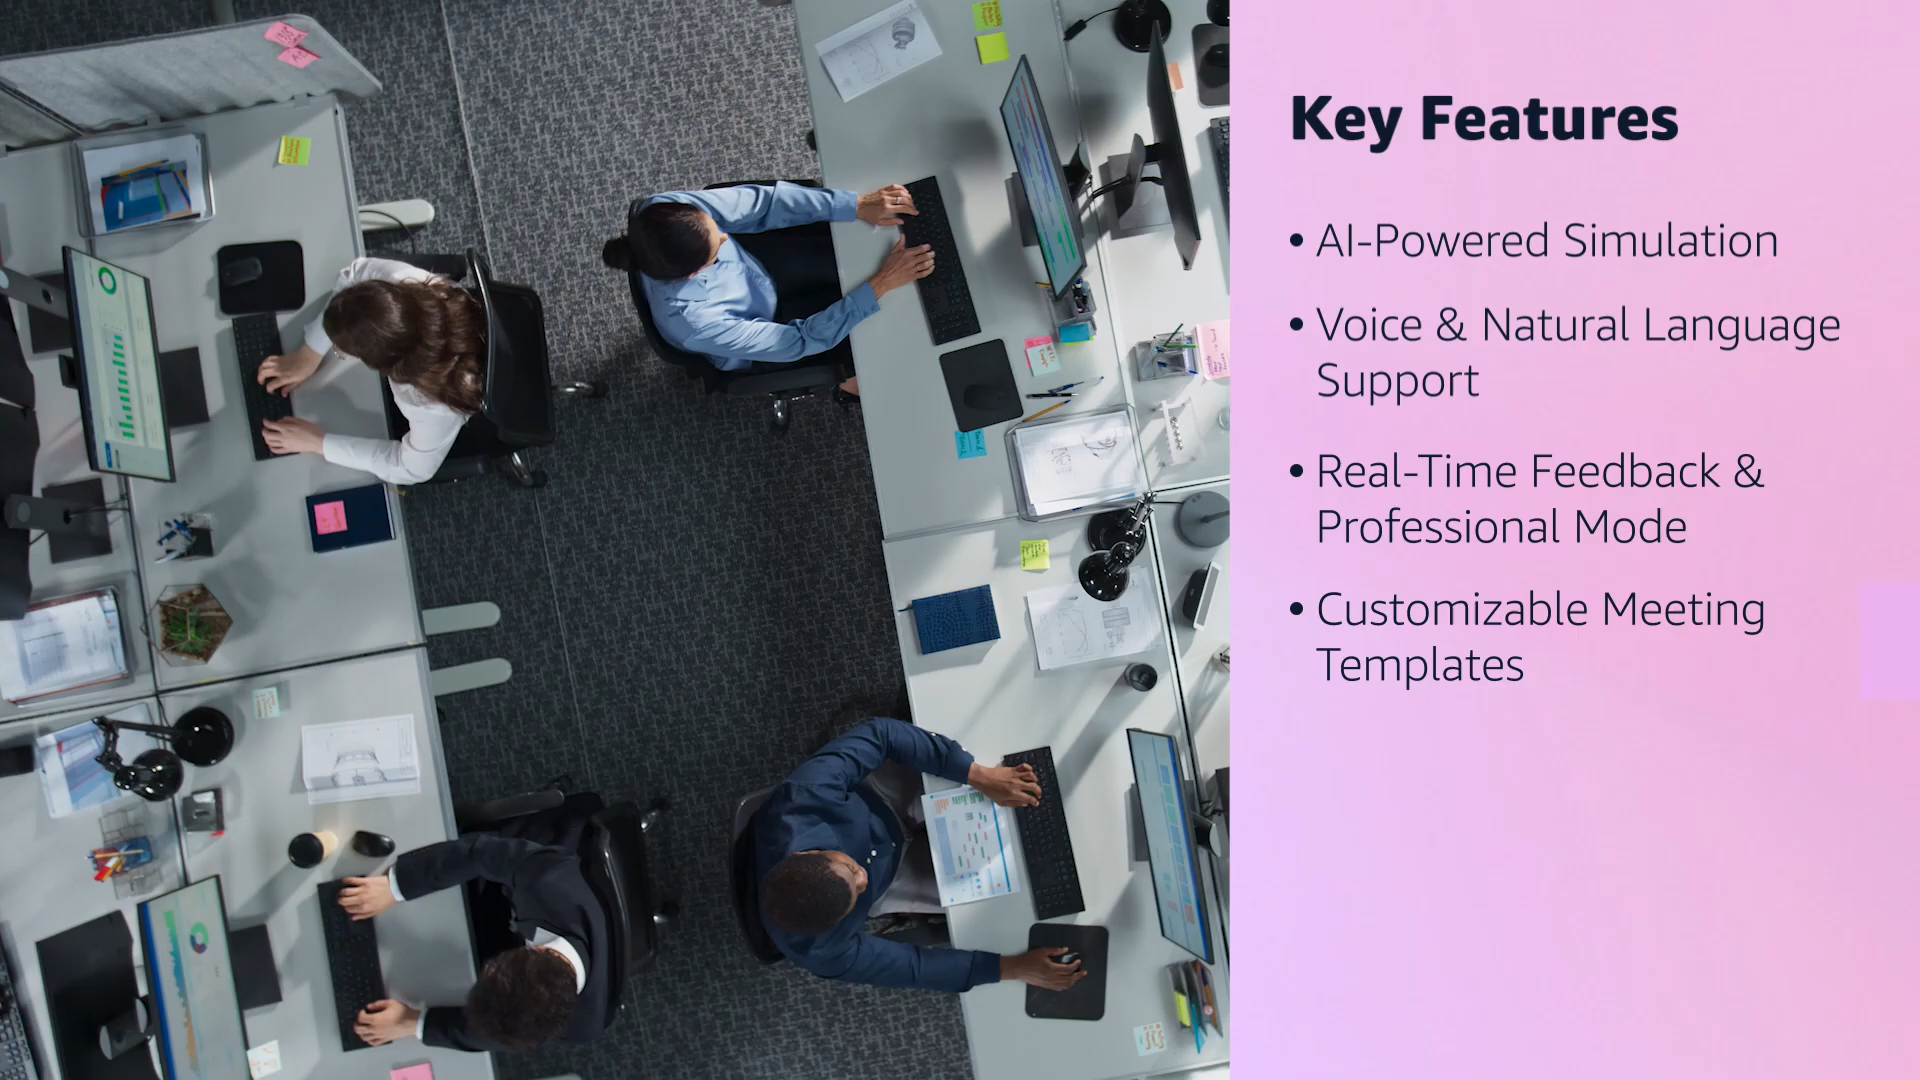 Key Features
• AI-Powered Simulation
• Voice & Natural Language
Support
• Real-Time Feedback &
Professional Mode
• Customizable Meeting
Templates